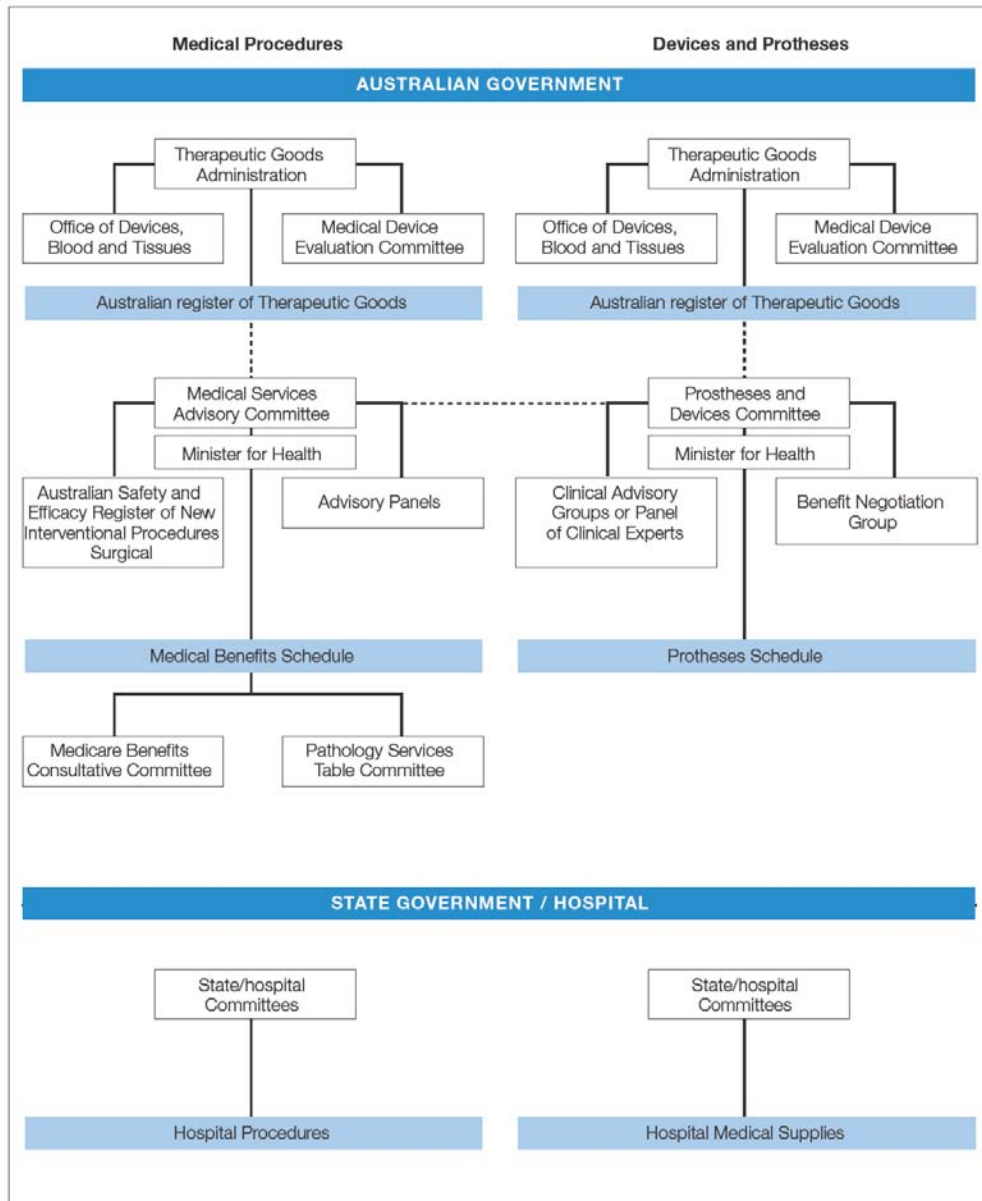 Medical Procedures
Devices and Protheses
AUSTRALIAN GOVERNMENT
Therapeutic Goods
Administration
Office of Devices,
Blood and Tissues
Medical Device
Evaluation Committee
Australian register of Therapeutic Goods
Therapeutic Goods
Administration
Office of Devices,
Blood and Tissues
Medical Device
Evaluation Committee
Australian register of Therapeutic Goods
Medical Services
Advisory Committee
Minister for Health
Australian Safety and
Efficacy Register of New
Interventional Procedures
Surgical
Advisory Panels
Medical Benefits Schedule
Medicare Benefits
Consultative Committee
Pathology Services
Table Committee
Prostheses and
Devices Committee
Minister for Health
Clinical Advisory
Groups or Panel
of Clinical Experts
Benefit Negotiation
Group
Protheses Schedule
STATE GOVERNMENT / HOSPITAL
State/hospital
Committees
Hospital Procedures
State/hospital
Committees
Hospital Medical Supplies